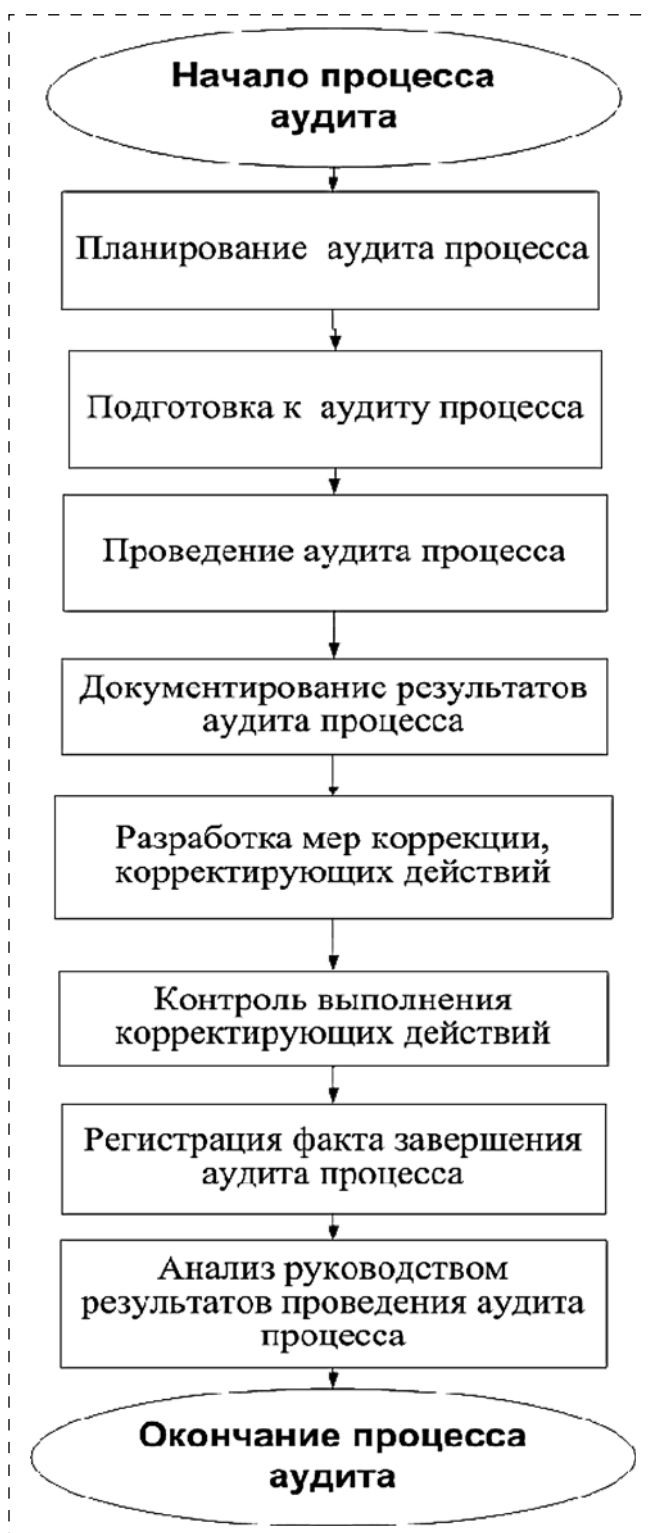 Начало процесса
аудита
Планирование аудита процесса
Подготовка к аудиту процесса
Проведение аудита процесса
Документирование результатов
аудита процесса
Разработка мер коррекции,
корректирующих действий
Контроль выполнения
корректирующих действий
Регистрация факта завершения
аудита процесса
Анализ руководством
результатов проведения аудита
процесса
Окончание процесса
аудита